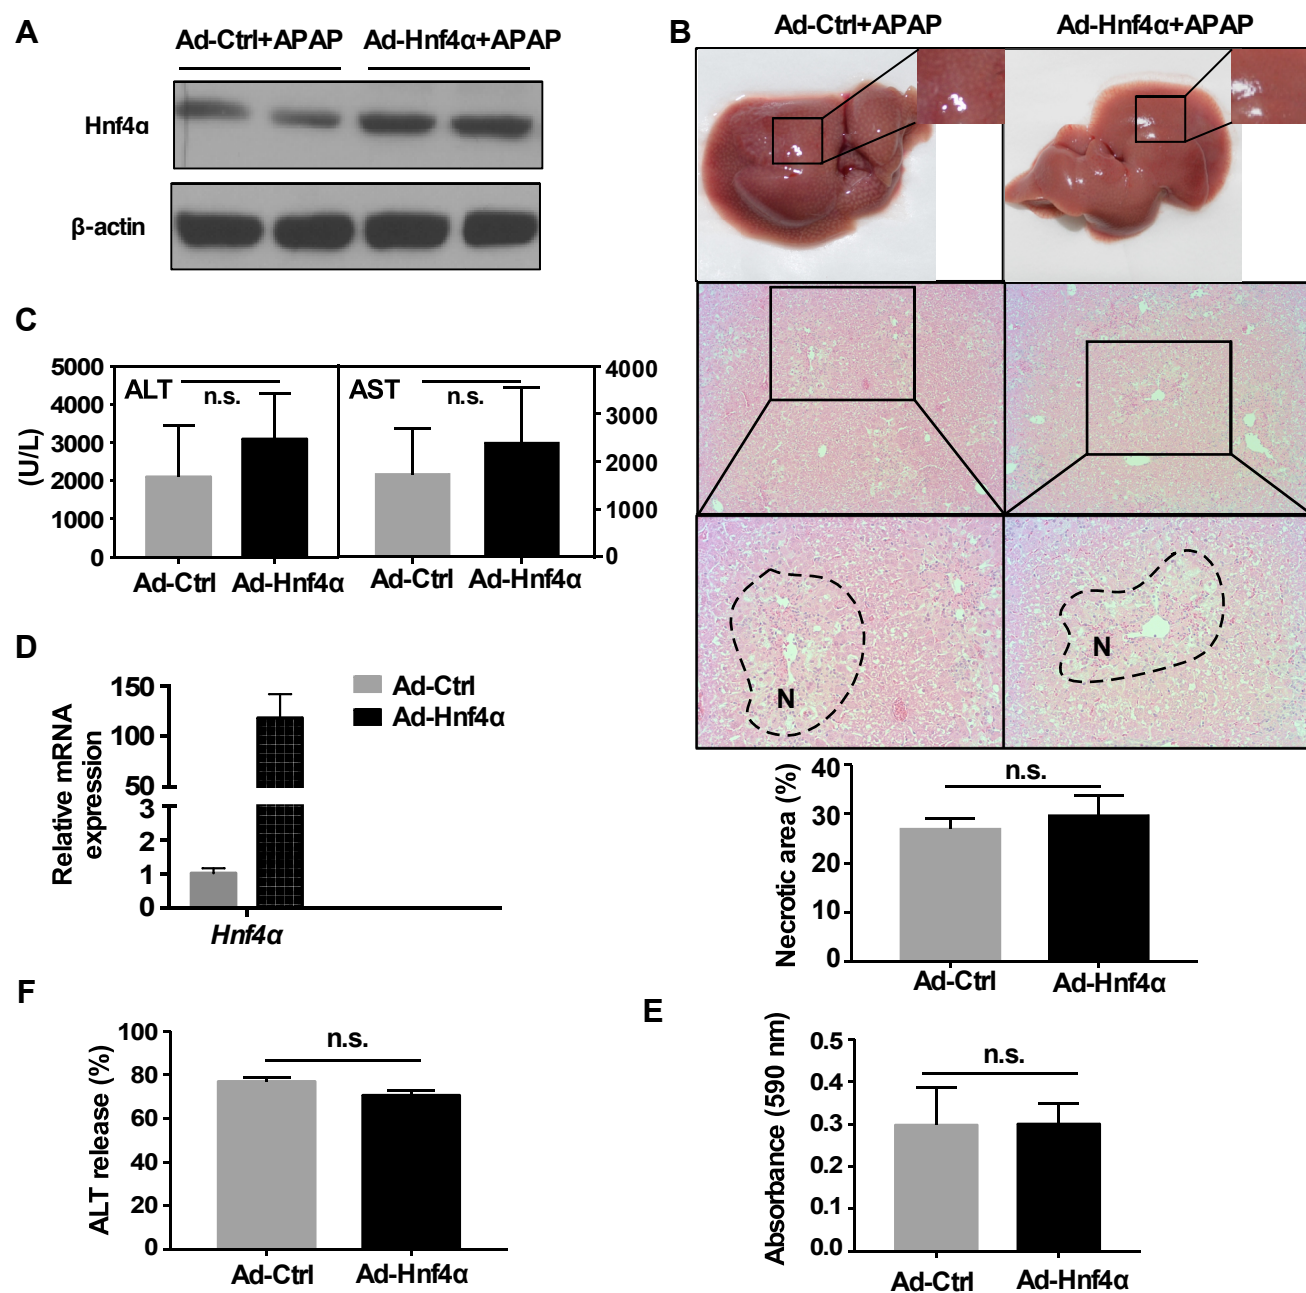 A
Ad-Ctrl+APAP Ad-Hnf4α+APAP
Hnf4α
β-actin
B
Ad-Ctrl+APAP Ad-Hnf4α+APAP
N
N
Necrotic area (%)
40
30
20
10
0
n.s.
Ad-Ctrl Ad-Hnf4α
C
(U/L)
5000
4000
3000
2000
1000
0
ALT
n.s.
AST
n.s.
4000
3000
2000
1000
0
Ad-Ctrl Ad-Hnf4α Ad-Ctrl Ad-Hnf4α
D
Relative mRNA
expression
150
100
50
3
2
1
0
Ad-Ctrl
Ad-Hnf4α
Hnf4α
F
ALT release (%)
100
80
60
40
20
0
n.s.
Ad-Ctrl Ad-Hnf4α
E
Absorbance (590 nm)
0.5
0.4
0.3
0.2
0.1
0.0
n.s.
Ad-Ctrl Ad-Hnf4α